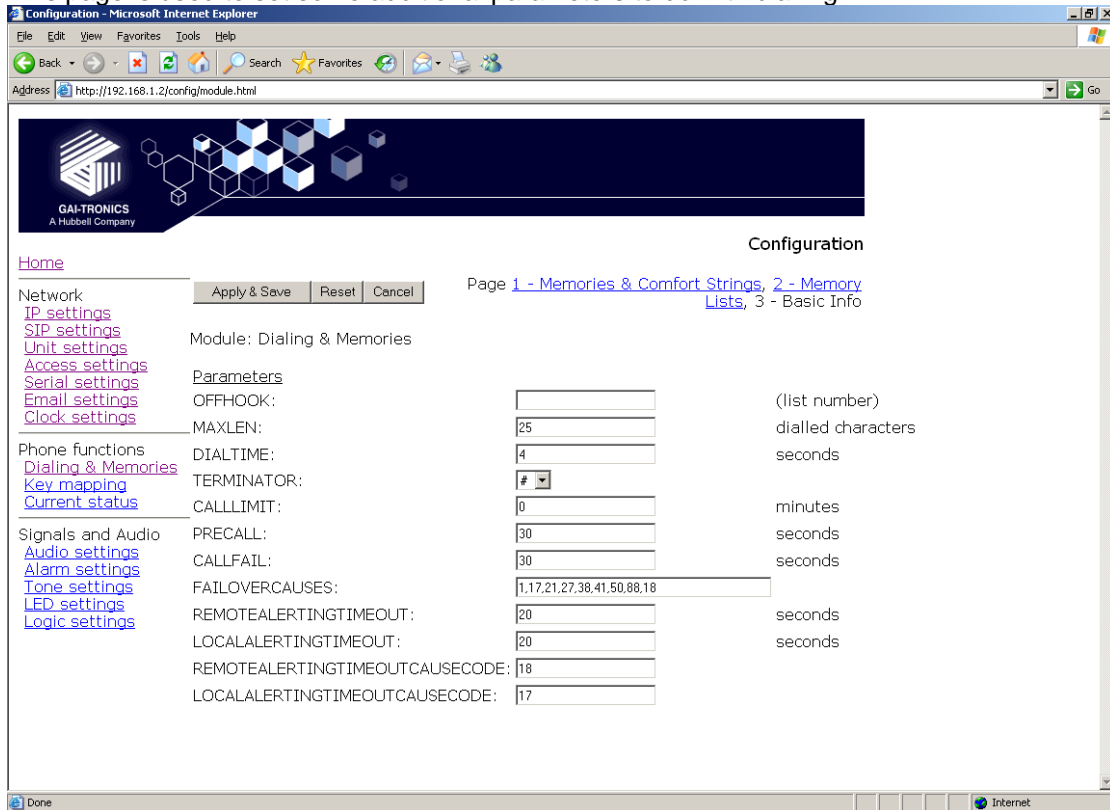 Configuration - Microsoft Internet Explorer
File Edit View Favorites Tools Help
Back Search Favorites
Address http://192.168.1.2/config/module.html Go
GAI-TRONICS
A Hubbell Company
Configuration
Home
Apply & Save Reset Cancel
Page 1 - Memories & Comfort Strings, 2 - Memory
Lists, 3 - Basic Info
Network
IP settings
SIP settings
Unit settings
Access settings
Serial settings
Email settings
Clock settings
Phone functions
Dialing & Memories
Key mapping
Current status
Signals and Audio
Audio settings
Alarm settings
Tone settings
LED settings
Logic settings
Module: Dialing & Memories
Parameters
OFFHOOK: (list number)
MAXLEN: 25 dialled characters
DIALTIME: 4 seconds
TERMINATOR: #
CALLLIMIT: 0 minutes
PRECALL: 30 seconds
CALLFAIL: 30 seconds
FAILOVERCAUSES: 1,17,21,27,38,41,50,88,18
REMOTEALERTINGTIMEOUT: 20 seconds
LOCALALERTINGTIMEOUT: 20 seconds
REMOTEALERTINGTIMEOUTCAUSECODE: 18
LOCALALERTINGTIMEOUTCAUSECODE: 17
Done Internet